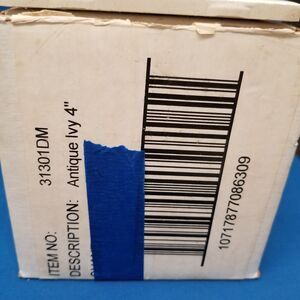 ITEM NO: 31301DM
DESCRIPTION: Antique Ivy 4"
10717877086309